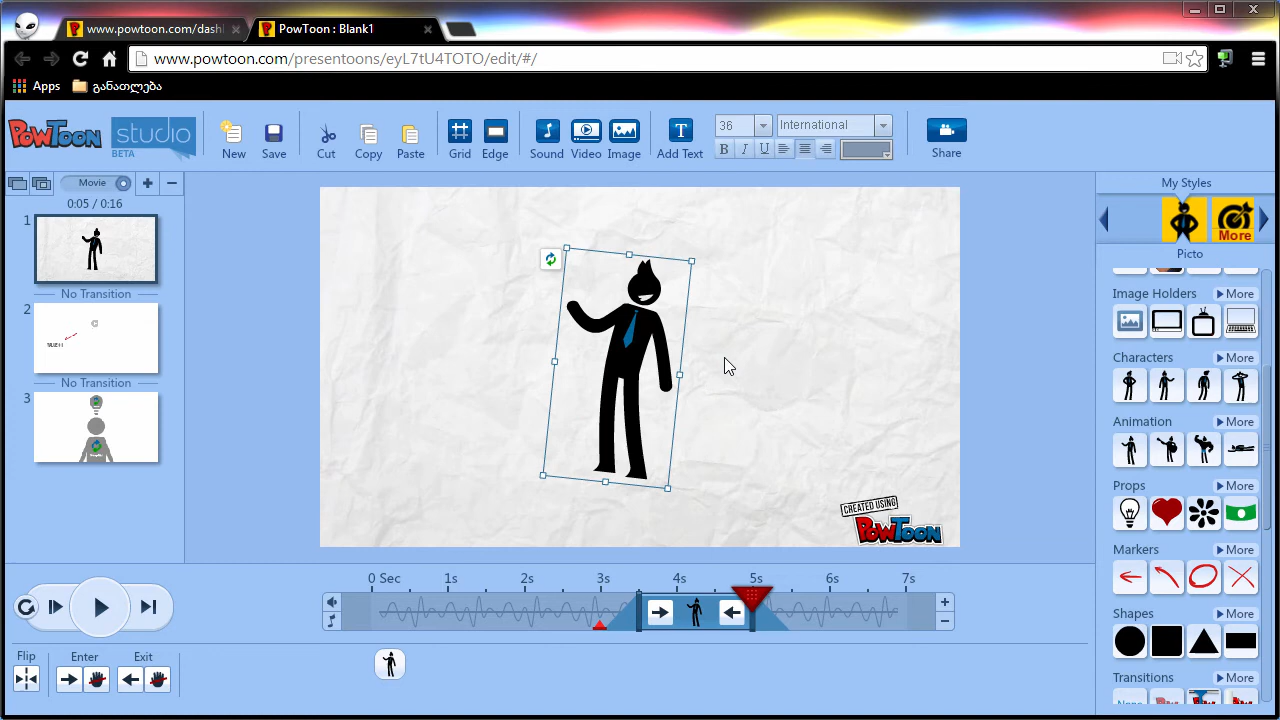 www.powtoon.com/dashl
PowToon : Blank1
www.powtoon.com/presentoons/eyL7tU4TOTO/edit/#/
Apps
განათლება
POWTOON
studio
BETA
New
Save
Cut
Copy
Paste
Grid
Edge
Sound
Video
Image
T
Add Text
36
International
B I U
Share
Movie
0:05 / 0:16
1
No Transition
2
No Transition
3
CREATED USING
POWTOON
My Styles
More
Picto
Image Holders
More
Characters
More
Animation
More
Props
More
Markers
More
Shapes
More
Transitions
More
0 Sec 1s 2s 3s 4s 5s 6s 7s
Flip
Enter
Exit